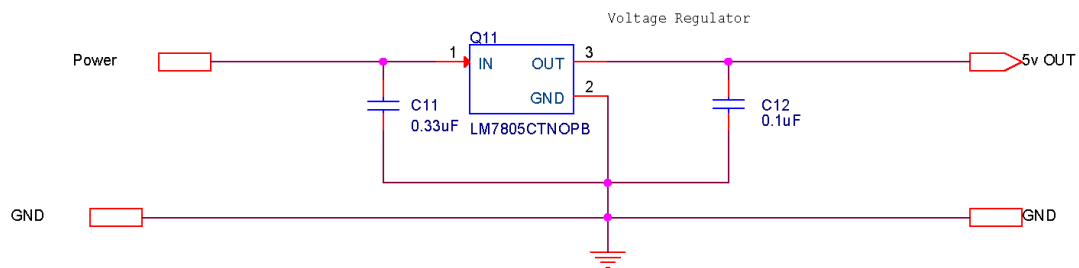 Voltage Regulator
Q11
Power
1
IN
OUT
3
5v OUT
GND
2
C11
0.33uF
LM7805CTNOPB
C12
0.1uF
GND
GND